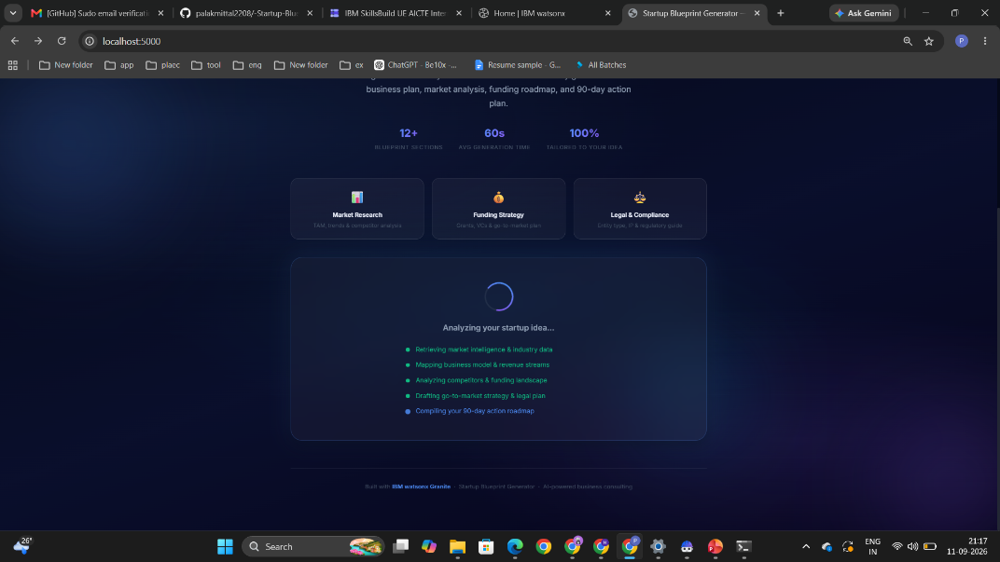 [GitHub] Sudo email verificati
palakmittal2208/-Startup-Blu
IBM SkillsBuild UE AICTE Inter
Home | IBM watsonx
Startup Blueprint Generator –
Ask Gemini
localhost:5000
P
New folder
app
plaec
tool
eng
New folder
ex
ChatGPT - Be10x -...
Resume sample - G...
All Batches
business plan, market analysis, funding roadmap, and 90-day action
plan.
12+
BLUEPRINT SECTIONS
60s
AVG GENERATION TIME
100%
TAILORED TO YOUR IDEA
Market Research
TAM, trends & competitor analysis
Funding Strategy
Grants, VCs & go-to-market plan
Legal & Compliance
Entity type, IP & regulatory guide
Analyzing your startup idea...
Retrieving market intelligence & industry data
Mapping business model & revenue streams
Analyzing competitors & funding landscape
Drafting go-to-market strategy & legal plan
Compiling your 90-day action roadmap
Built with IBM watsonx Granite · Startup Blueprint Generator · AI-powered business consulting
26°
Search
ENG
IN
21:17
11-09-2026